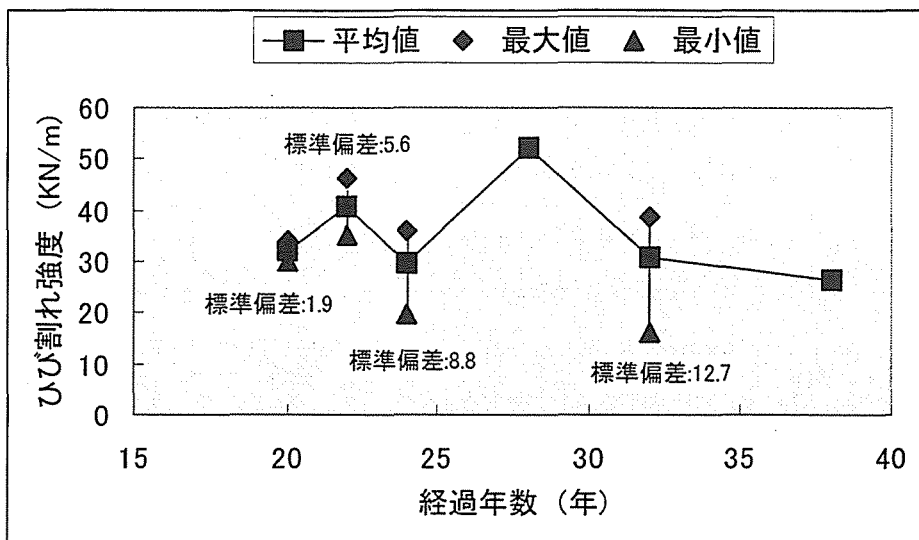 平均値 最大値 最小値
ひび割れ強度 (KN/m)
60
50
40
30
20
10
0
標準偏差:5.6
標準偏差:1.9
標準偏差:8.8
標準偏差:12.7
15 20 25 30 35 40
経過年数 (年)